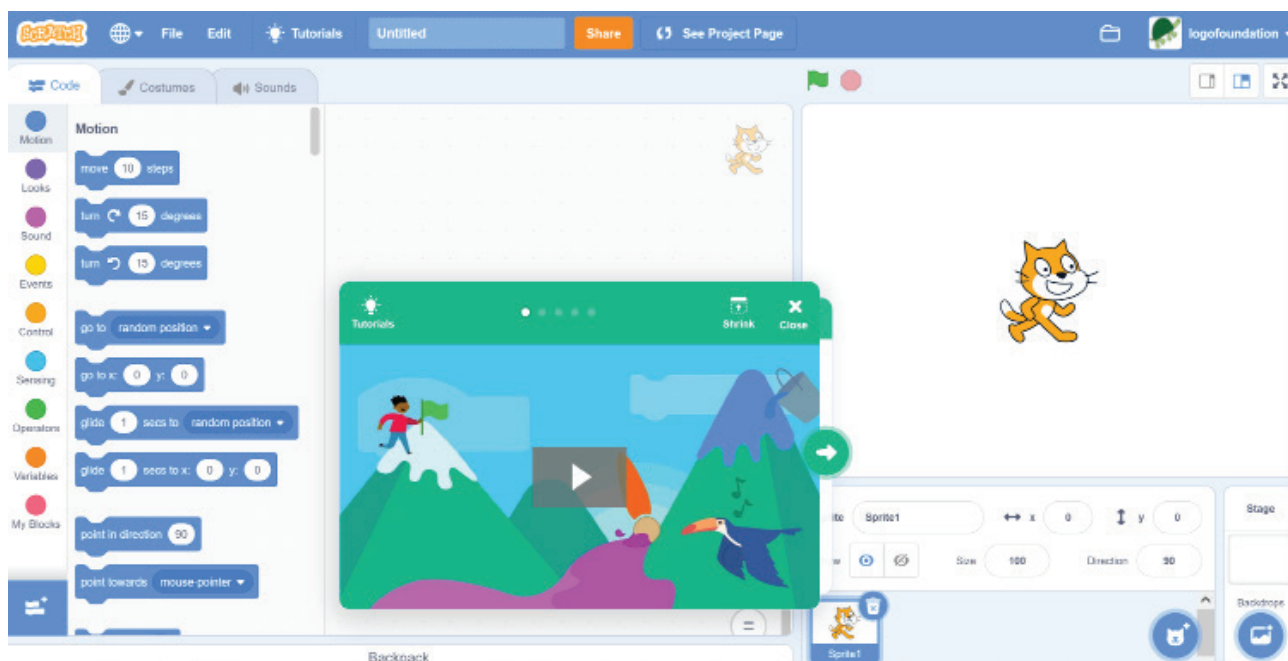 SCRATCH File Edit Tutorials Untitled Share See Project Page logofoundation
Code Costumes Sounds
Motion
Looks
Sound
Events
Control
Sensing
Operators
Variables
My Blocks
Motion
move 10 steps
turn 15 degrees
turn 15 degrees
go to random position
go to x: 0 y: 0
glide 1 secs to random position
glide 1 secs to x: 0 y: 0
point in direction 90
point towards mouse-pointer
Tutorials Shrink Close
Sprite1 x 0 y 0
Size 100 Direction 90
Sprite1
Stage
Backdrops
Backpack